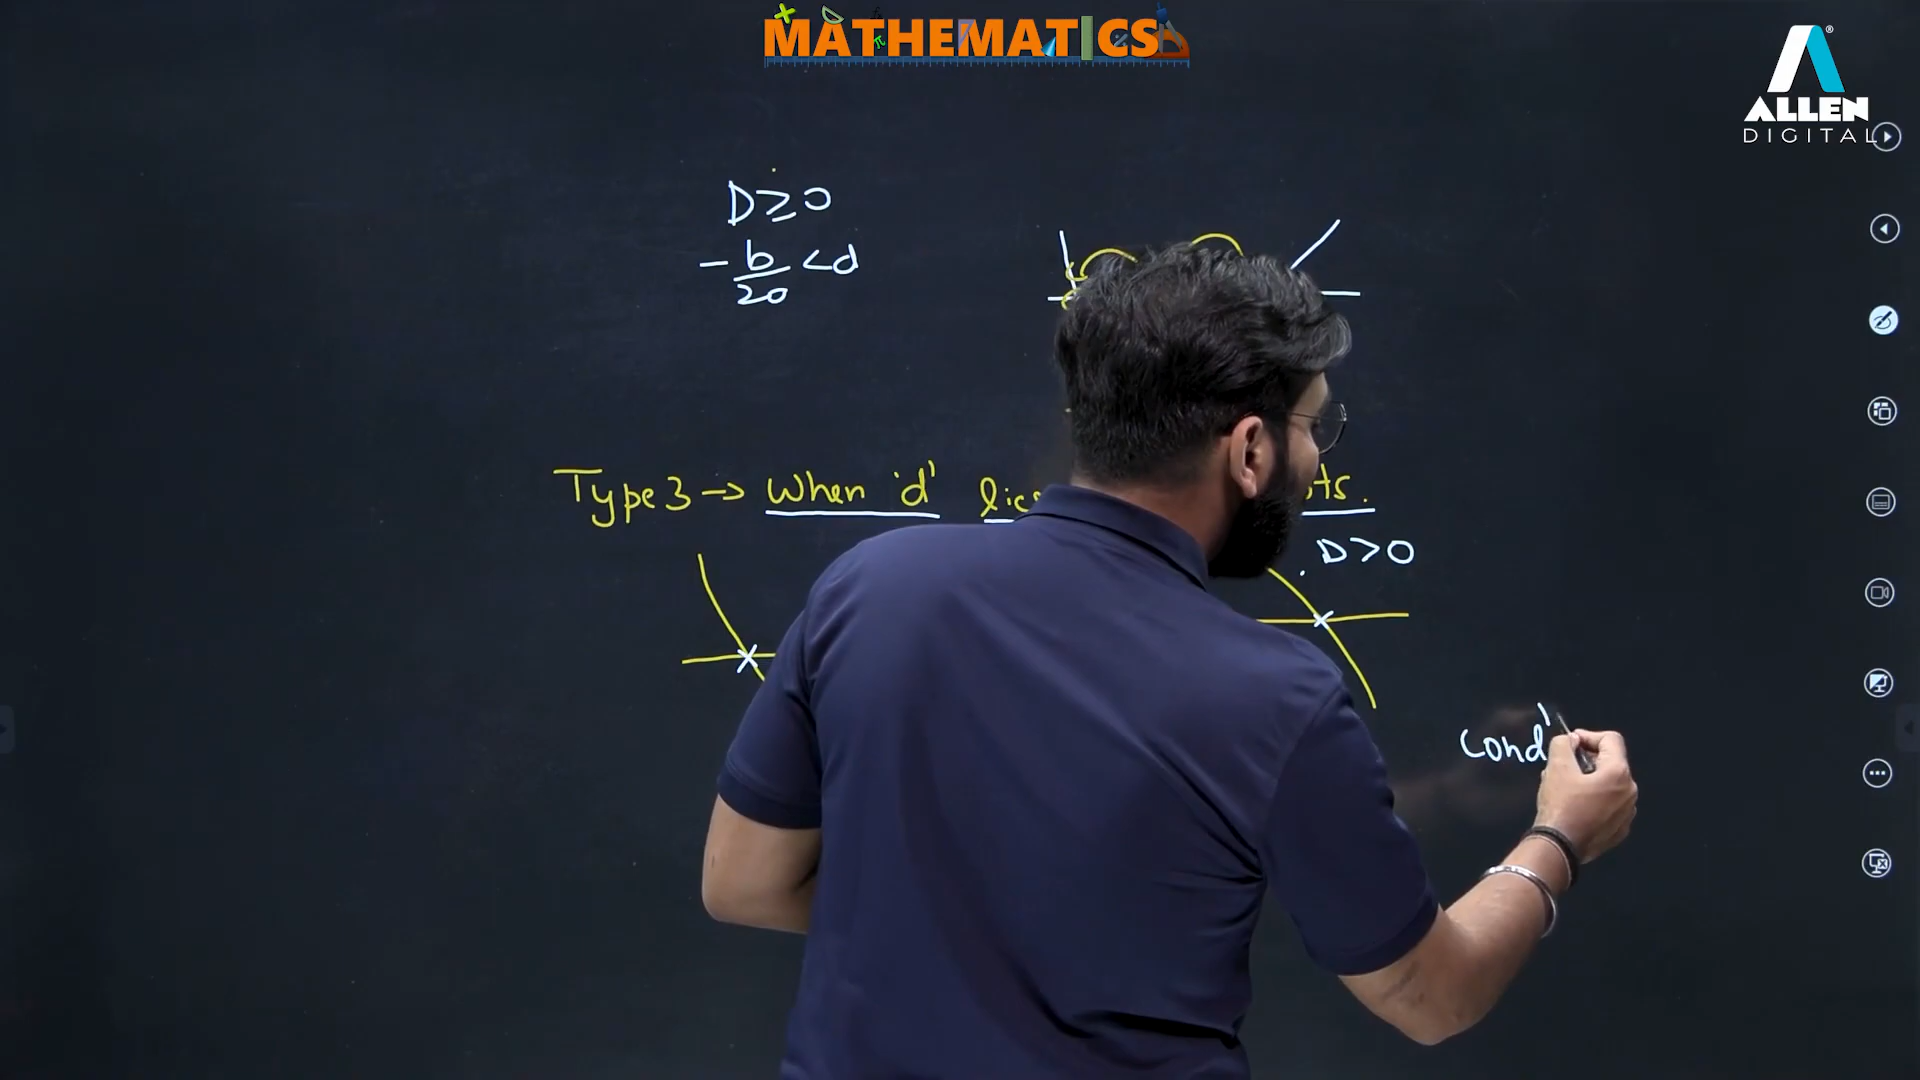 MATHEMATICS
ALLEN
DIGITAL
D≥0
-b/2a <d
Type 3 → When 'd'
D>0
cond'